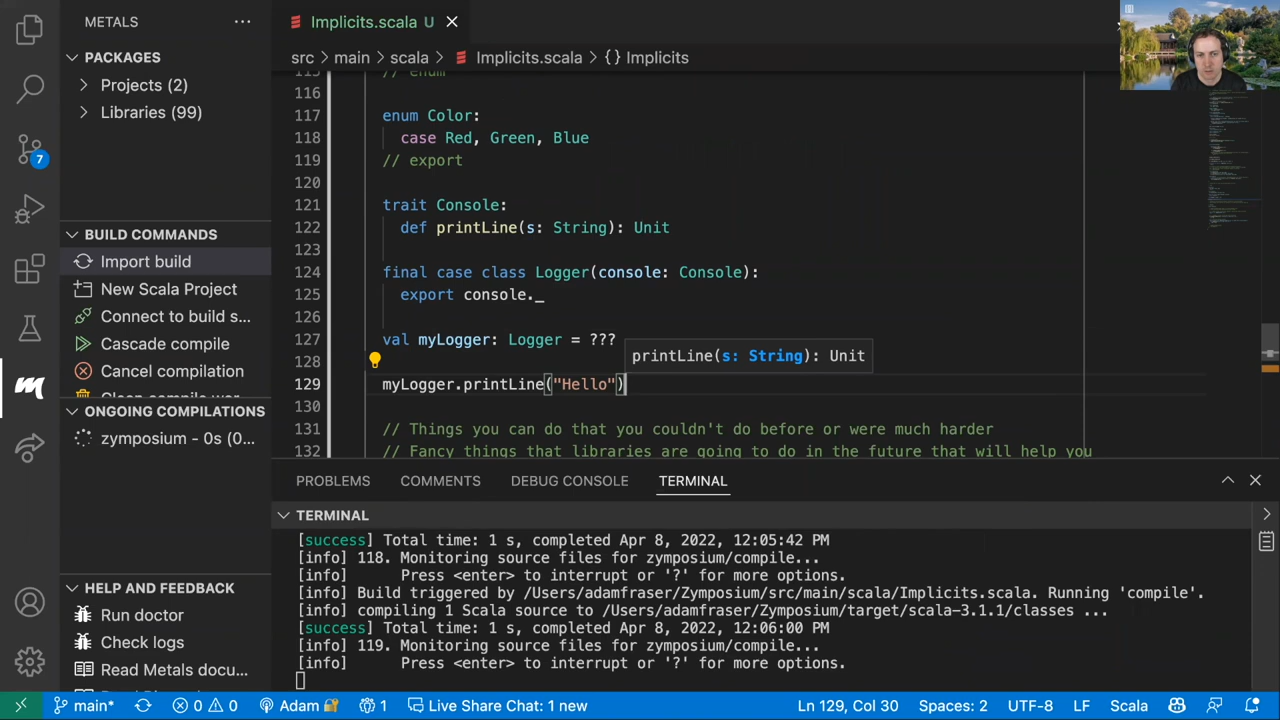 METALS
PACKAGES
Projects (2)
Libraries (99)
7
BUILD COMMANDS
Import build
New Scala Project
Connect to build s...
Cascade compile
Cancel compilation
ONGOING COMPILATIONS
zymposium - 0s (0...
HELP AND FEEDBACK
Run doctor
Check logs
Read Metals docu...
Implicits.scala U
src > main > scala > Implicits.scala > {} Implicits
115 // enum
116
117 enum Color:
118 case Red, Green, Blue
119 // export
120
121 trait Console:
122 def printLine(s: String): Unit
123
124 final case class Logger(console: Console):
125 export console._
126
127 val myLogger: Logger = ???
128
printLine(s: String): Unit
129 myLogger.printLine("Hello")
130
131 // Things you can do that you couldn't do before or were much harder
132 // Fancy things that libraries are going to do in the future that will help you
PROBLEMS COMMENTS DEBUG CONSOLE TERMINAL
TERMINAL
[success] Total time: 1 s, completed Apr 8, 2022, 12:05:42 PM
[info] 118. Monitoring source files for zymposium/compile...
[info] Press <enter> to interrupt or '?' for more options.
[info] Build triggered by /Users/adamfraser/Zymposium/src/main/scala/Implicits.scala. Running 'compile'.
[info] compiling 1 Scala source to /Users/adamfraser/Zymposium/target/scala-3.1.1/classes ...
[success] Total time: 1 s, completed Apr 8, 2022, 12:06:00 PM
[info] 119. Monitoring source files for zymposium/compile...
[info] Press <enter> to interrupt or '?' for more options.
main* 0 0 Adam 1 Live Share Chat: 1 new Ln 129, Col 30 Spaces: 2 UTF-8 LF Scala